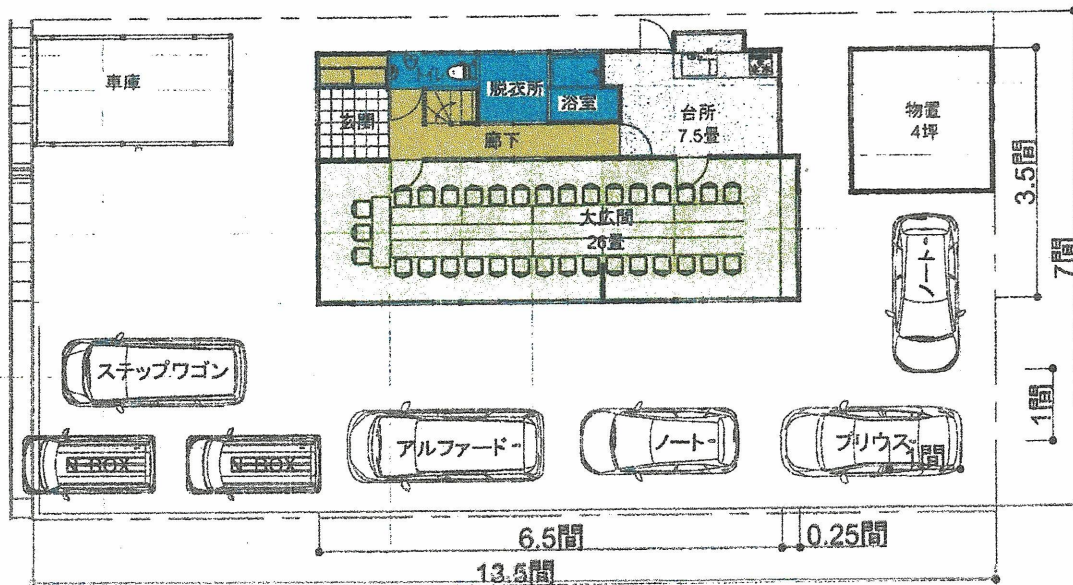 車庫
トイレ
脱衣所
浴室
玄関
廊下
台所
7.5畳
物置
4坪
3.5間
7間
大広間
26畳
ノート
ステップワゴン
1間
N-BOX
N-BOX
アルファード
ノート
プリウス
1間
6.5間
0.25間
13.5間